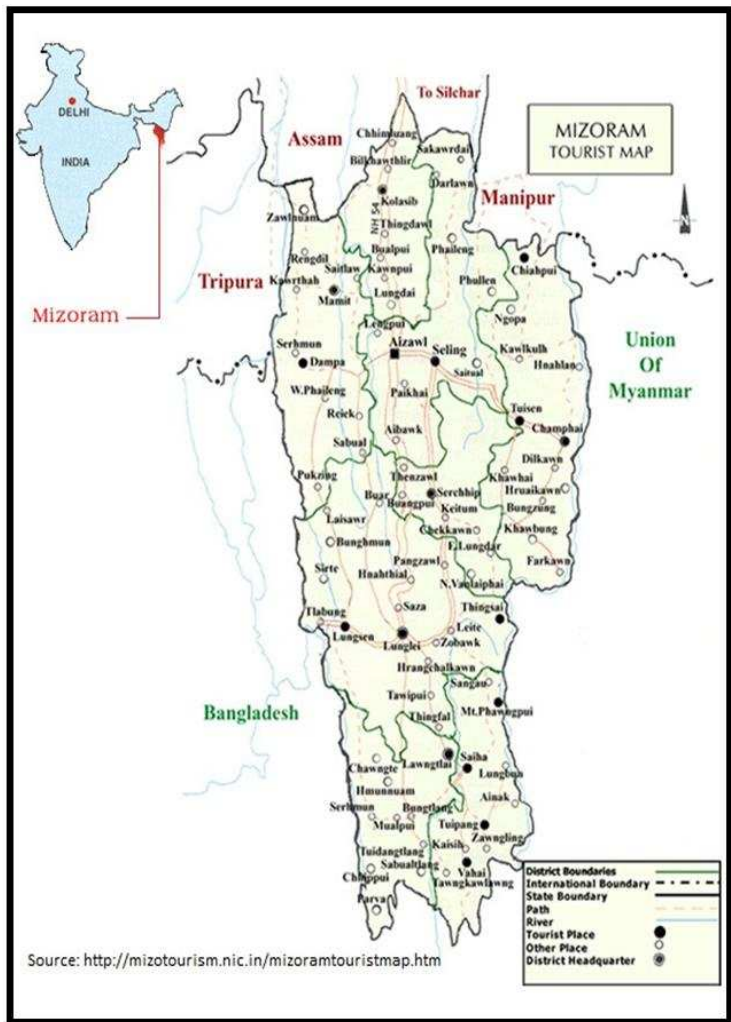 DELHI
INDIA
Mizoram
MIZORAM
TOURIST MAP
To Silchar
Assam
Manipur
Tripura
Union
Of
Myanmar
Bangladesh
N
NH 54
Chhimluang
Sakawrdai
Bilkhawthlir
Darlawn
Kolasib
Zawlnuam
Thingdawl
Phaileng
Rengdil
Bualpui
Chiahpui
Saitlaw
Kawnpui
Kawrthah
Phullen
Mamit
Lungdai
Ngopa
Lengpui
Serhmun
Aizawl
Seling
Kawlkulh
Dampa
Saitual
Hnahlan
W.Phaileng
Paikhai
Reiek
Tuisen
Aibawk
Champhai
Sabual
Dilkawn
Thenzawl
Khawhai
Pukzing
Buar
Serchhip
Hruaikawn
Buangpui
Bungzung
Laisawr
Keitum
Chekkawn
Khawbung
Bunghmun
E.Lungdar
Pangzawl
Farkawn
Sirte
Hnahthial
N.Vanlaiphai
Saza
Thingsai
Tlabung
Lungsen
Leite
Lunglei
Zobawk
Hrangchalkawn
Sangau
Tawipui
Mt.Phawngpui
Thingfal
Lawngtlai
Saiha
Chawngte
Lungbun
Hmunnuam
Ainak
Serhmun
Bungtlang
Mualpui
Tuipang
Kaisih
Zawngling
Tuidangtlang
Sabualtlang
Vahai
Tawngkawlawng
Parva
District Boundaries
International Boundary
State Boundary
Path
River
Tourist Place
Other Place
District Headquarter
Source: http://mizotourism.nic.in/mizoramtouristmap.htm